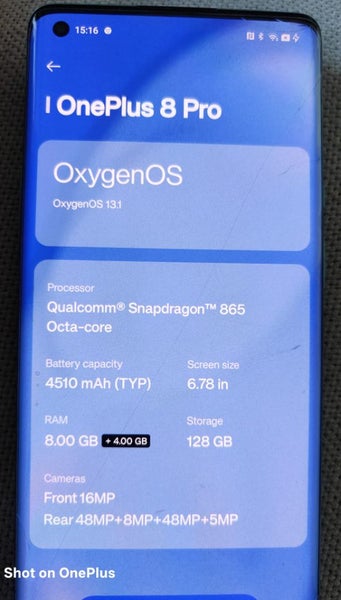 15:16
I OnePlus 8 Pro
OxygenOS
OxygenOS 13.1
Processor
Qualcomm® Snapdragon™ 865
Octa-core
Battery capacity
Screen size
4510 mAh (TYP)
6.78 in
RAM
Storage
8.00 GB + 4.00 GB
128 GB
Cameras
Front 16MP
Rear 48MP+8MP+48MP+5MP
Shot on OnePlus